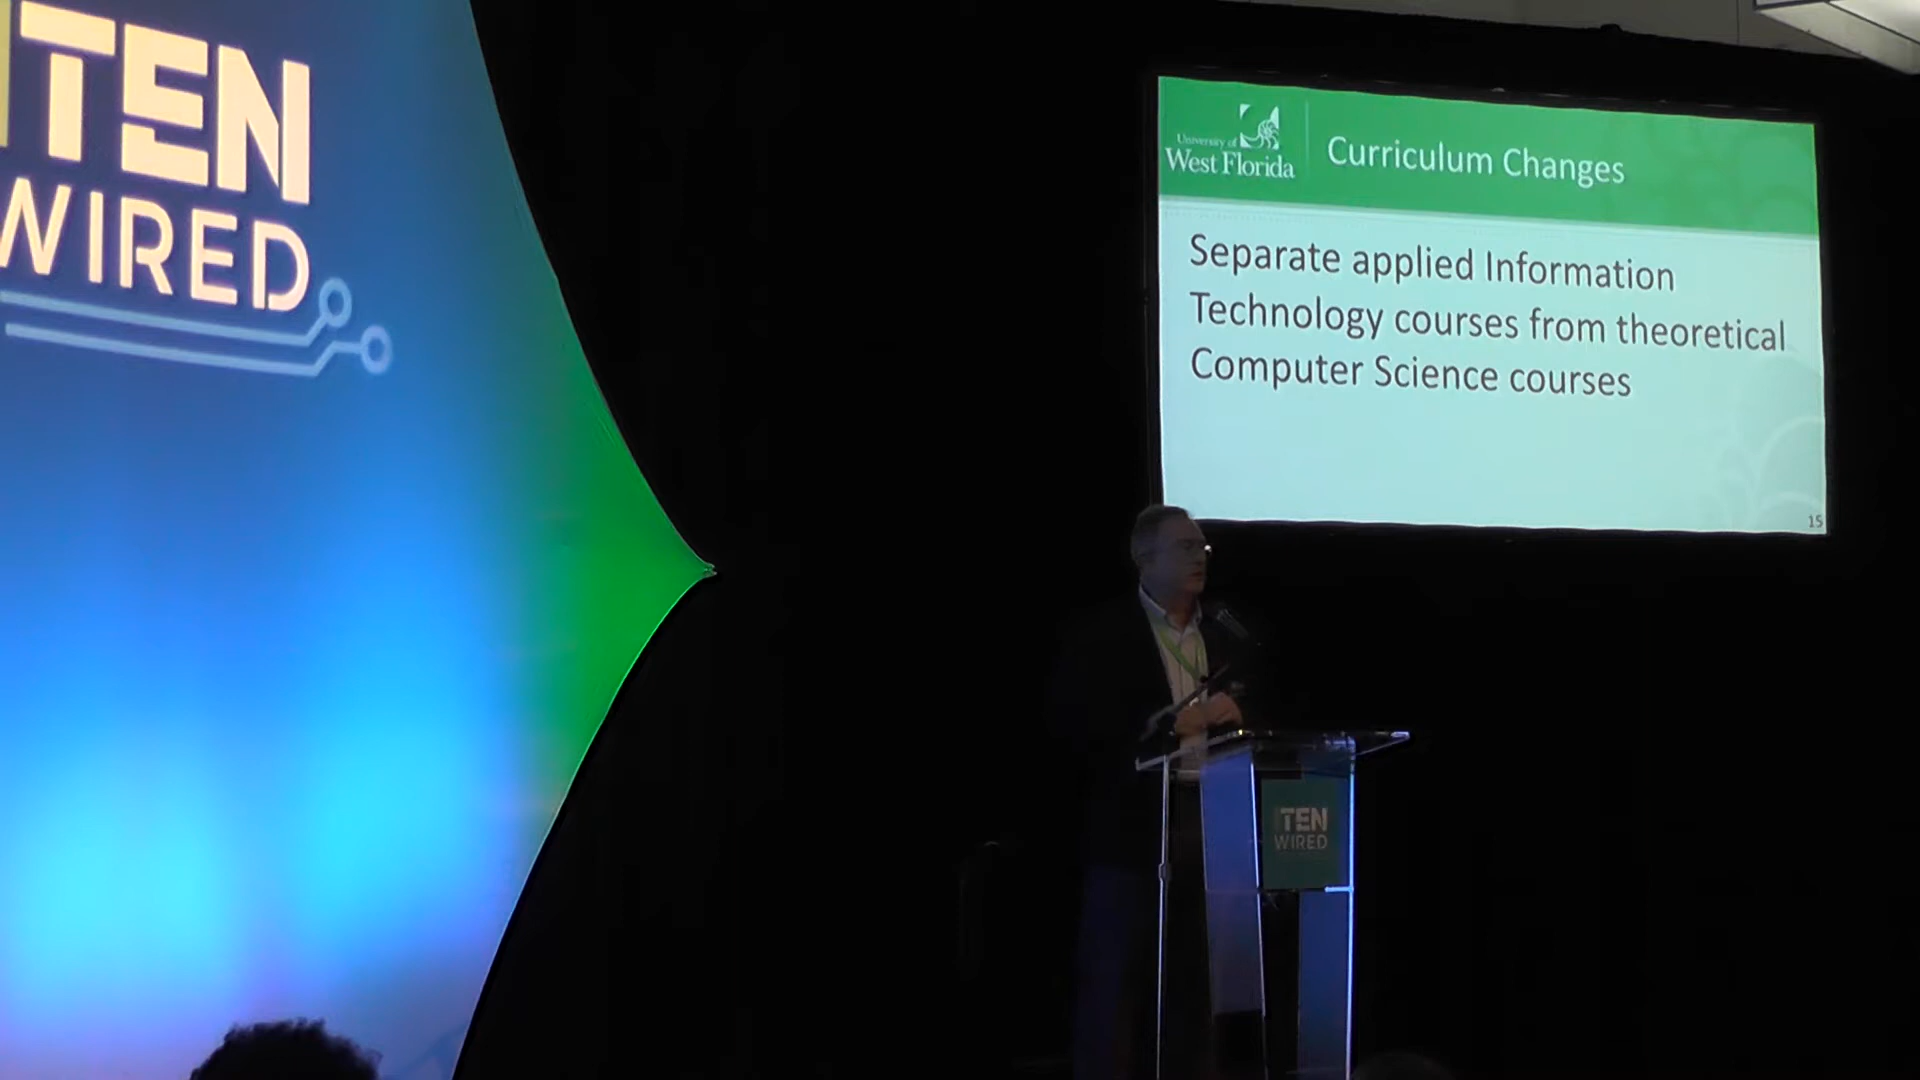 TEN
WIRED
University of
West Florida
Curriculum Changes
Separate applied Information
Technology courses from theoretical
Computer Science courses
15
ITEN
WIRED